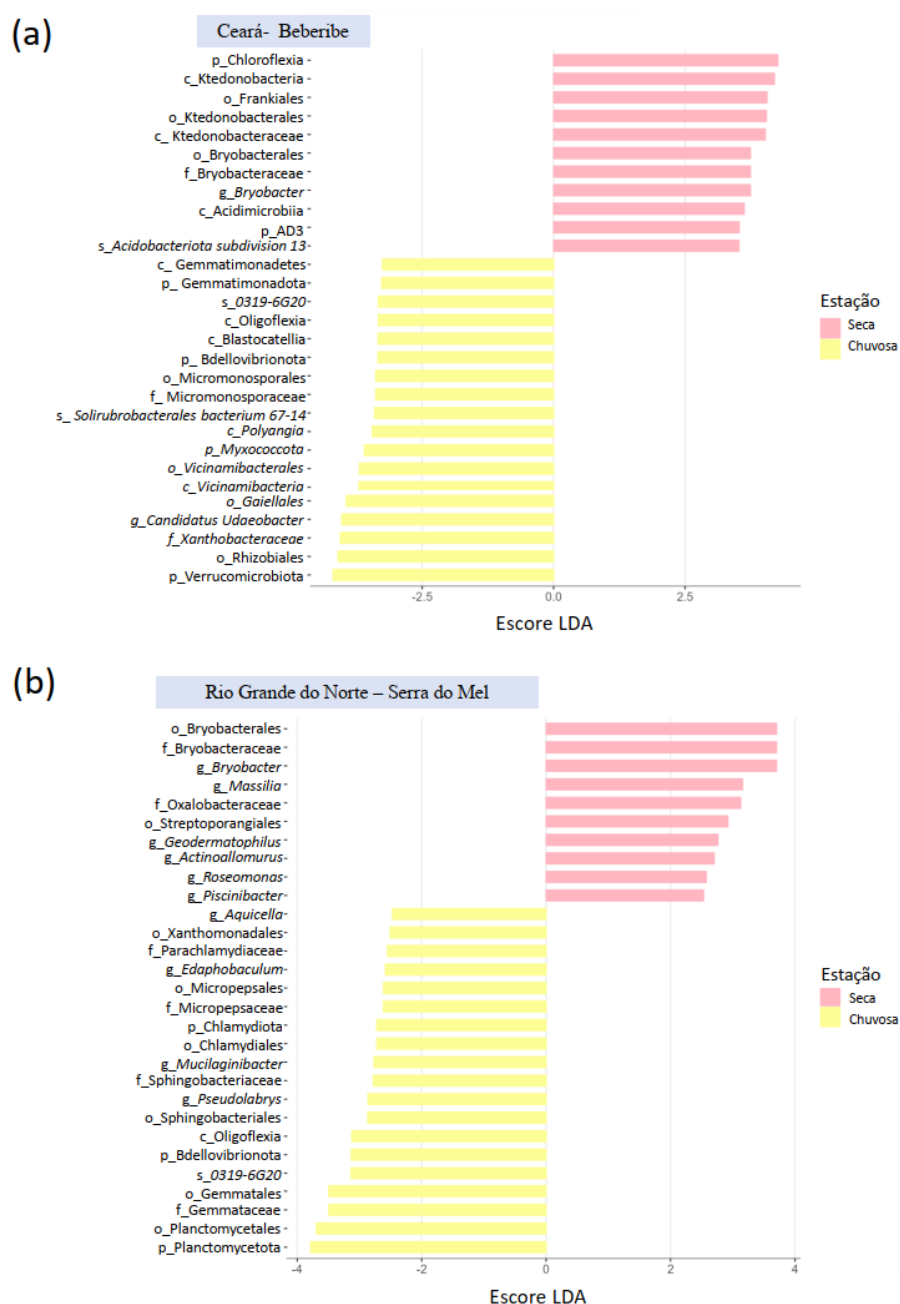 (a)
Ceará- Beberibe
p_Chloroflexia
c_Ktedonobacteria
o_Frankiales
o_Ktedonobacterales
c_ Ktedonobacteraceae
o_Bryobacterales
f_Bryobacteraceae
g_Bryobacter
c_Acidimicrobiia
p_AD3
s_Acidobacteriota subdivision 13
c_ Gemmatimonadetes
p_ Gemmatimonadota
s_0319-6G20
c_Oligoflexia
c_Blastocatellia
p_ Bdellovibrionota
o_Micromonosporales
f_ Micromonosporaceae
s_ Solirubrobacterales bacterium 67-14
c_Polyangia
p_Myxococcota
o_Vicinamibacterales
c_Vicinamibacteria
o_Gaiellales
g_Candidatus Udaeobacter
f_Xanthobacteraceae
o_Rhizobiales
p_Verrucomicrobiota
-2.5 0.0 2.5
Escore LDA
Estação
Seca
Chuvosa
(b)
Rio Grande do Norte – Serra do Mel
o_Bryobacterales
f_Bryobacteraceae
g_Bryobacter
g_Massilia
f_Oxalobacteraceae
o_Streptoporangiales
g_Geodermatophilus
g_Actinoallomurus
g_Roseomonas
g_Piscinibacter
g_Aquicella
o_Xanthomonadales
f_Parachlamydiaceae
g_Edaphobaculum
o_Micropepsales
f_Micropepsaceae
p_Chlamydiota
o_Chlamydiales
g_Mucilaginibacter
f_Sphingobacteriaceae
g_Pseudolabrys
o_Sphingobacteriales
c_Oligoflexia
p_Bdellovibrionota
s_0319-6G20
o_Gemmatales
f_Gemmataceae
o_Planctomycetales
p_Planctomycetota
-4 -2 0 2 4
Escore LDA
Estação
Seca
Chuvosa